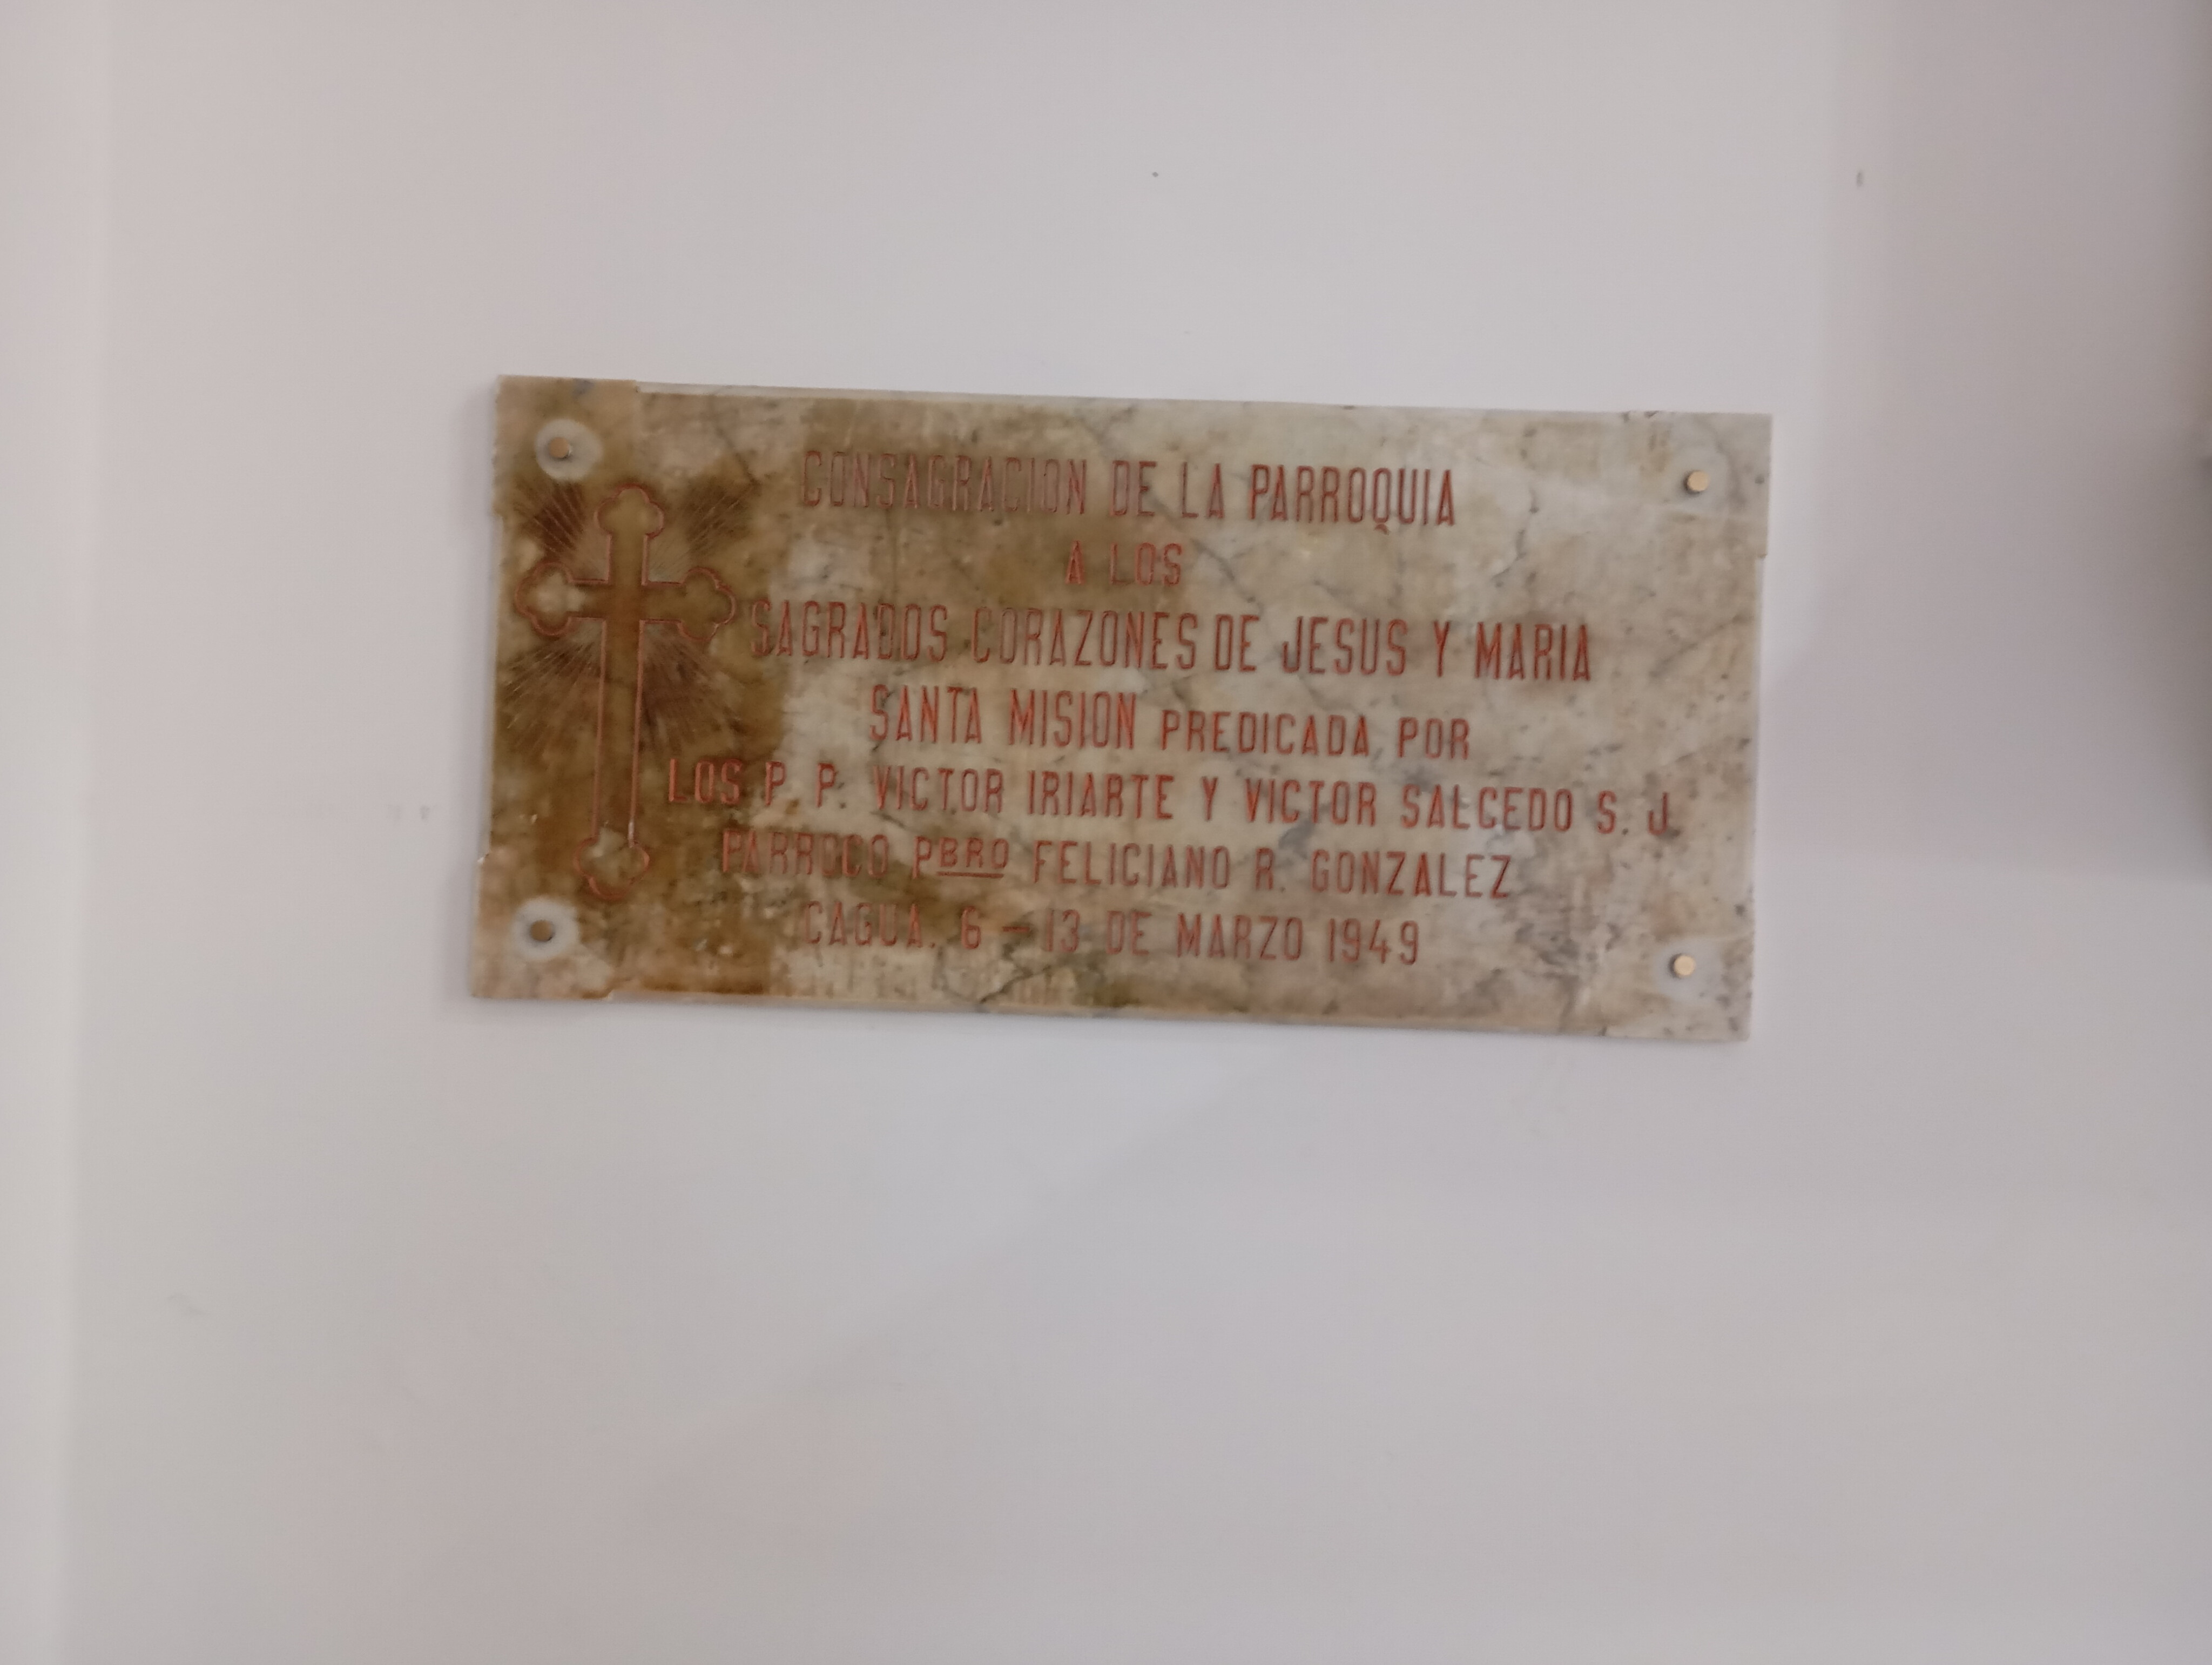 CONSAGRACION DE LA PARROQUIA
A LOS
SAGRADOS CORAZONES DE JESUS Y MARIA
SANTA MISION PREDICADA POR
LOS P. P. VICTOR IRIARTE Y VICTOR SALCEDO S. J.
PARROCO PBRO FELICIANO R. GONZALEZ
CAGUA. 6 - 13 DE MARZO 1949